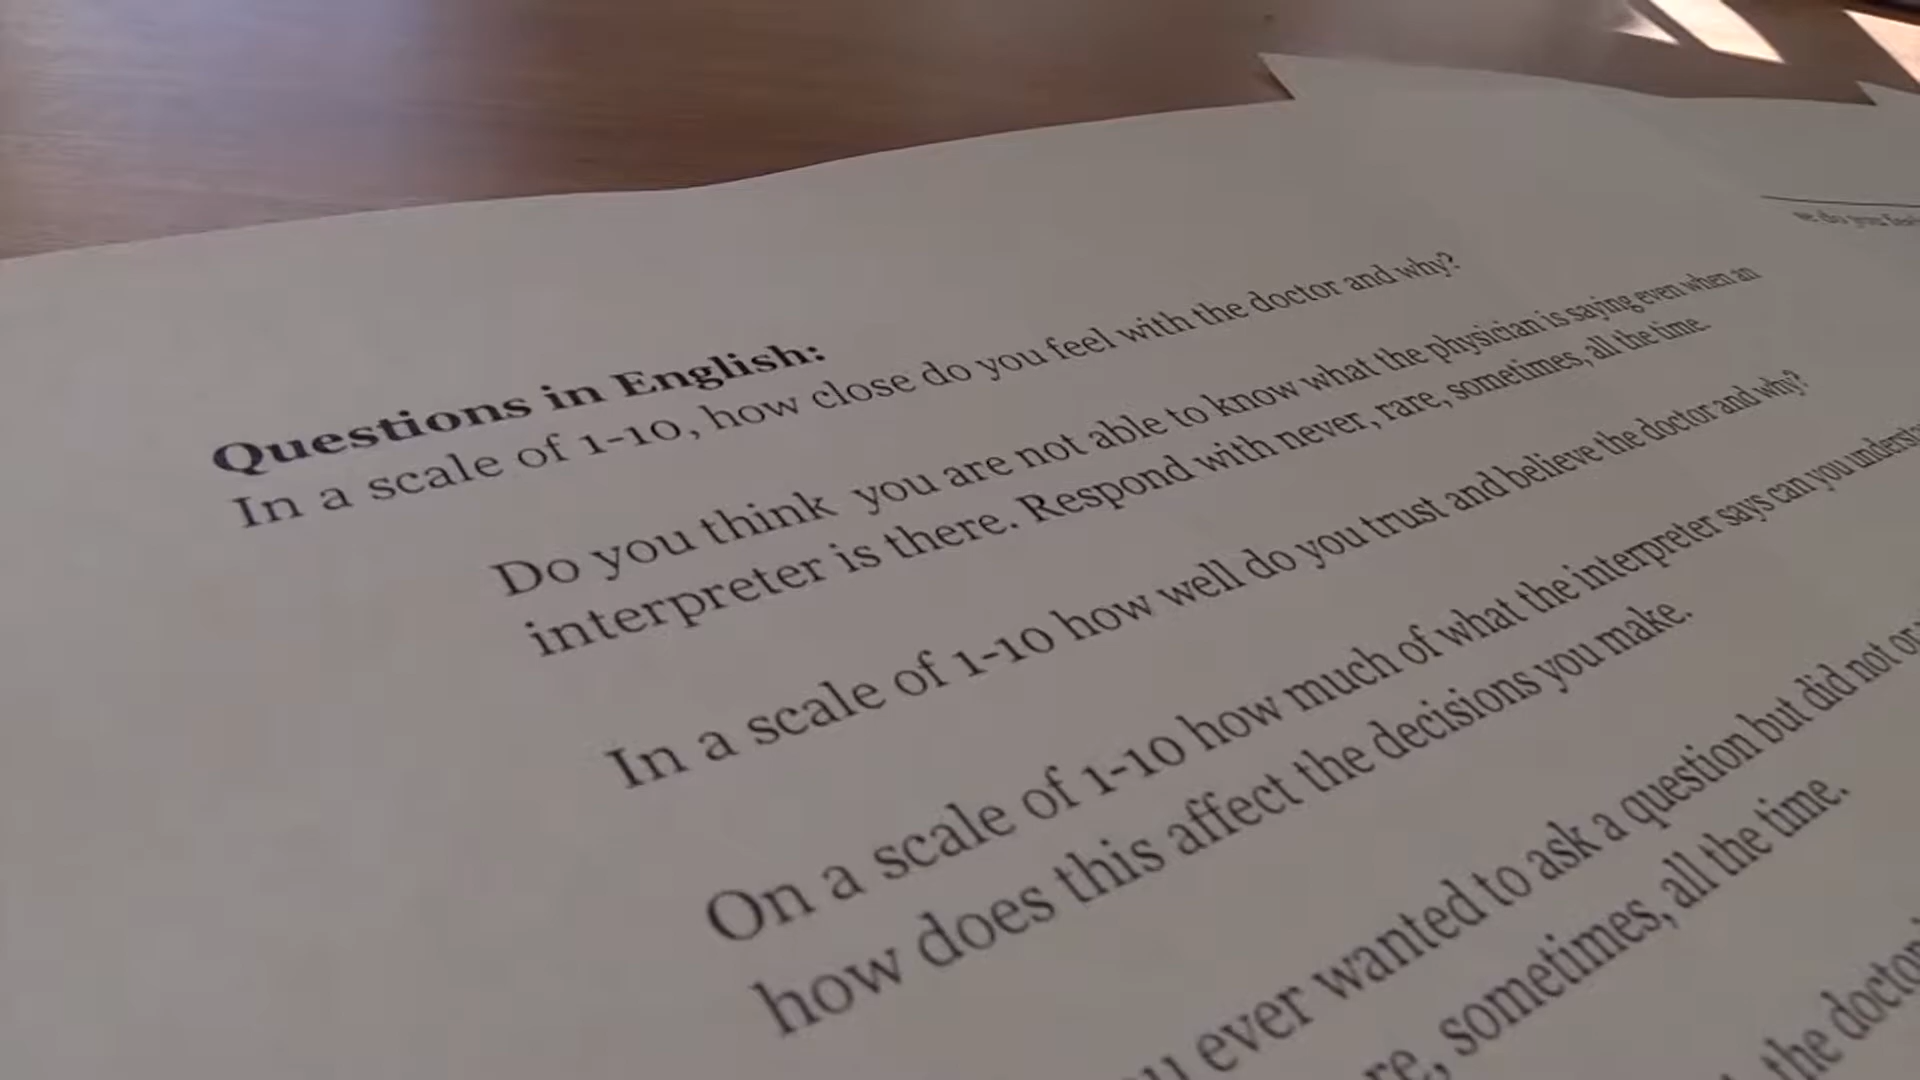 Questions in English:
In a scale of 1-10, how close do you feel with the doctor and why?
Do you think you are not able to know what the physician is saying even when an
interpreter is there. Respond with never, rare, sometimes, all the time.
In a scale of 1-10 how well do you trust and believe the doctor and why?
On a scale of 1-10 how much of what the interpreter says can you
how does this affect the decisions you make.
ever wanted to ask a question but did not or
sometimes, all the time.
the doctor